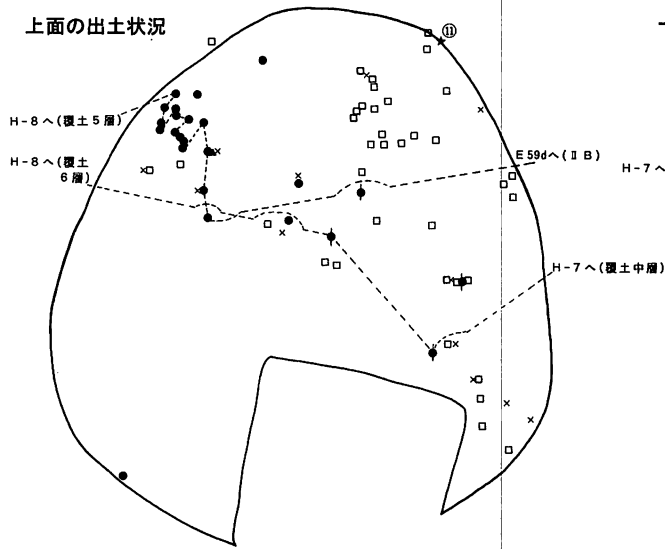 上面の出土状況
⑪
H-8へ(覆土5層)
H-8へ(覆土
6層)
E59dへ(ⅡB)
H-7へ
H-7へ(覆土中層)